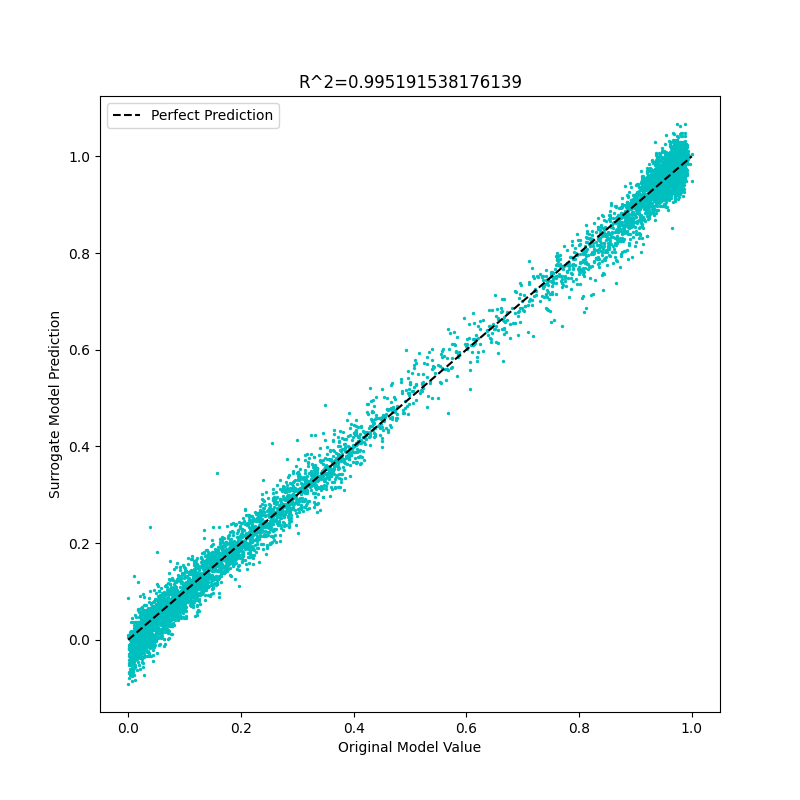 R^2=0.995191538176139
Perfect Prediction
1.0
0.8
0.6
0.4
0.2
0.0
Surrogate Model Prediction
0.0 0.2 0.4 0.6 0.8 1.0
Original Model Value